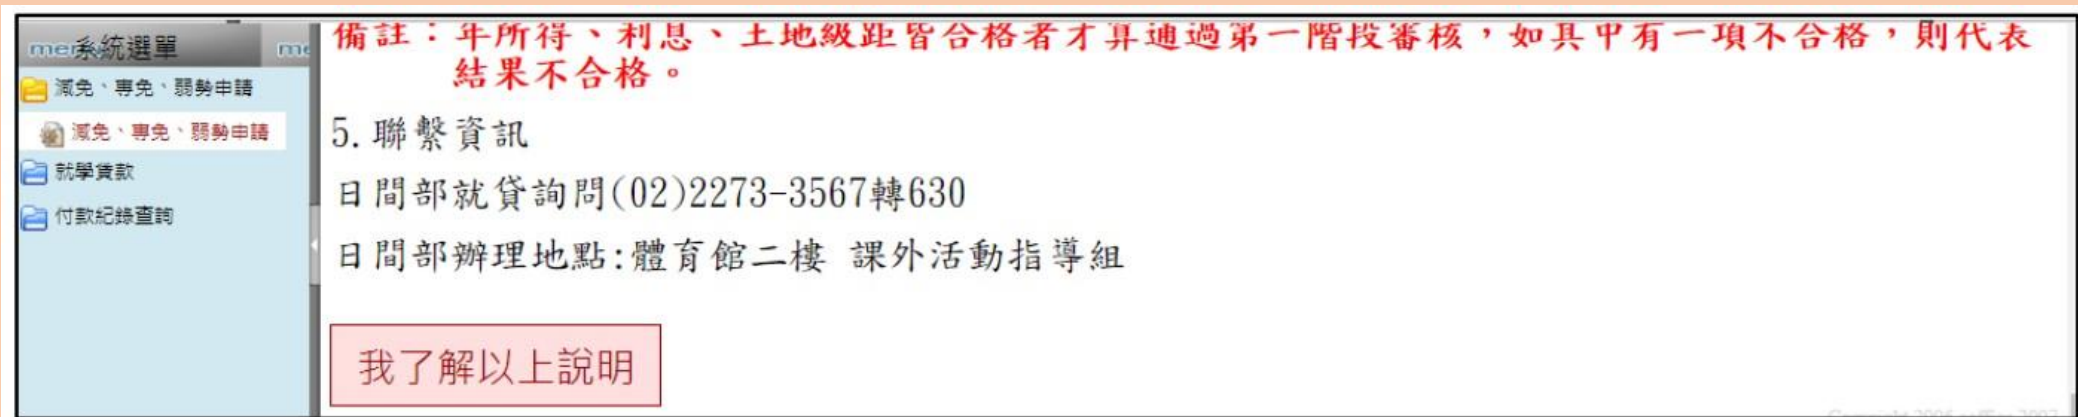 系統選單
減免、專免、弱勢申請
減免、專免、弱勢申請
就學貸款
付款紀錄查詢
備註：年所得、利息、土地級距皆合格者才算通過第一階段審核，如其中有一項不合格，則代表
結果不合格。
5.聯繫資訊
日間部就貸詢問(02)2273-3567轉630
日間部辦理地點:體育館二樓 課外活動指導組
我了解以上說明